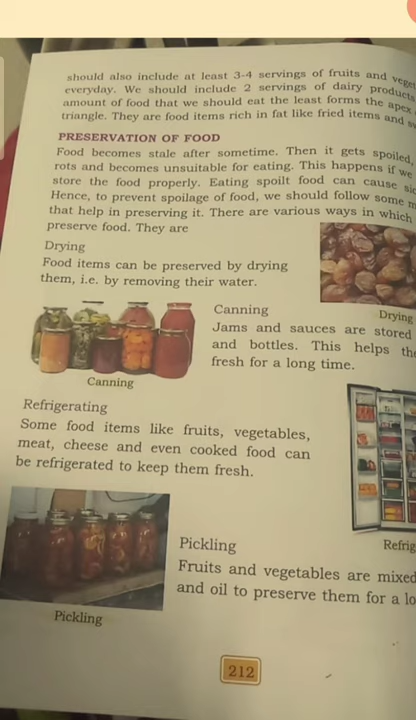 should also include at least 3-4 servings of fruits and
everyday. We should include 2 servings of dairy products
amount of food that we should eat the least forms the apex
triangle. They are food items rich in fat like fried items and
PRESERVATION OF FOOD
Food becomes stale after sometime. Then it gets spoiled,
rots and becomes unsuitable for eating. This happens if we
store the food properly. Eating spoilt food can cause
Hence, to prevent spoilage of food, we should follow some
that help in preserving it. There are various ways in which
preserve food. They are
Drying
Food items can be preserved by drying
them, i.e. by removing their water.
Drying
Canning
Jams and sauces are stored
and bottles. This helps
fresh for a long time.
Canning
Refrigerating
Some food items like fruits, vegetables,
meat, cheese and even cooked food can
be refrigerated to keep them fresh.
Refrig
Pickling
Fruits and vegetables are mixed
and oil to preserve them for a lo
Pickling
212